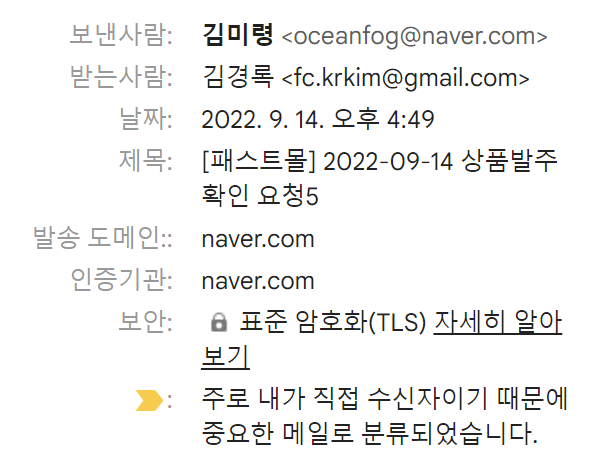 보낸사람: 김미령 <oceanfog@naver.com>
받는사람: 김경록 <fc.krkim@gmail.com>
날짜: 2022. 9. 14. 오후 4:49
제목: [패스트몰] 2022-09-14 상품발주
확인 요청5
발송 도메인:: naver.com
인증기관: naver.com
보안: 표준 암호화(TLS) 자세히 알아
보기
: 주로 내가 직접 수신자이기 때문에
중요한 메일로 분류되었습니다.